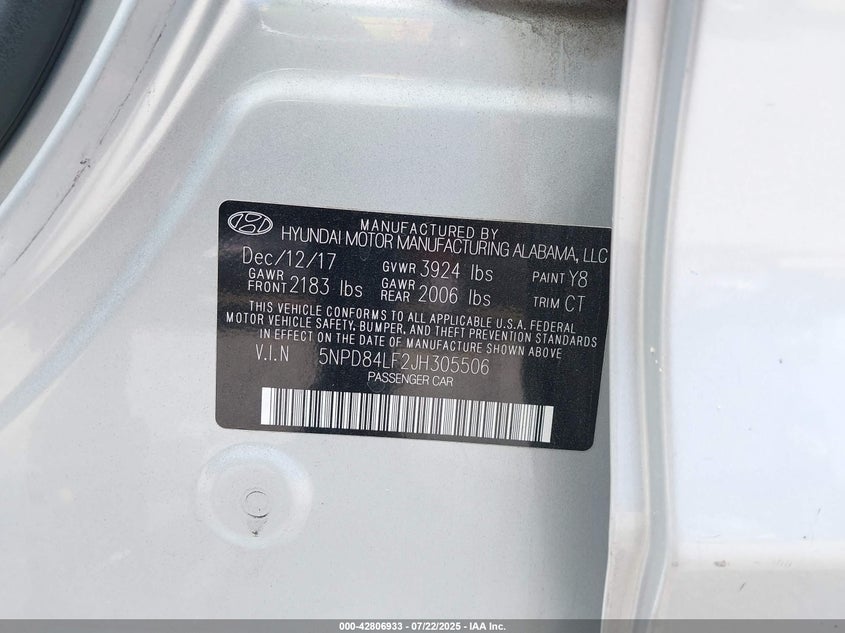 MANUFACTURED BY
HYUNDAI MOTOR MANUFACTURING ALABAMA, LLC
Dec/12/17 GVWR 3924 lbs PAINT Y8
GAWR FRONT 2183 lbs GAWR REAR 2006 lbs TRIM CT
THIS VEHICLE CONFORMS TO ALL APPLICABLE U.S.A. FEDERAL
MOTOR VEHICLE SAFETY, BUMPER, AND THEFT PREVENTION STANDARDS
IN EFFECT ON THE DATE OF MANUFACTURE SHOWN ABOVE
V.I.N 5NPD84LF2JH305506
PASSENGER CAR
000-42806933 - 07/22/2025 - IAA Inc.